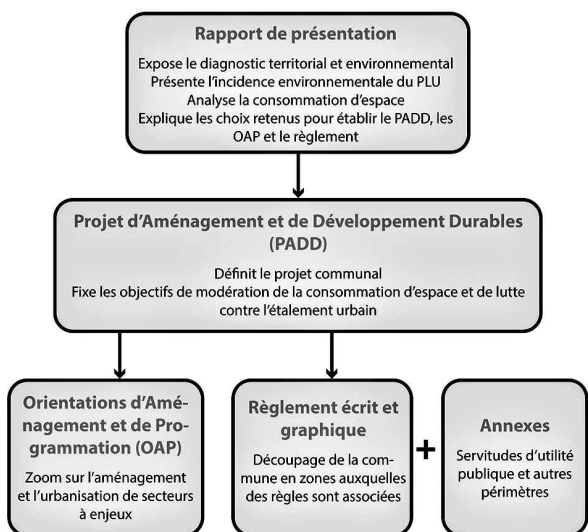 Rapport de présentation
Expose le diagnostic territorial et environnemental
Présente l'incidence environnementale du PLU
Analyse la consommation d'espace
Explique les choix retenus pour établir le PADD, les
OAP et le règlement
Projet d'Aménagement et de Développement Durables
(PADD)
Définit le projet communal
Fixe les objectifs de modération de la consommation d'espace et de lutte
contre l'étalement urbain
Orientations d'Amé-
nagement et de Pro-
grammation (OAP)
Zoom sur l'aménagement
et l'urbanisation de secteurs
à enjeux
Règlement écrit et
graphique
Découpage de la com-
mune en zones auxquelles
des règles sont associées
+
Annexes
Servitudes d'utilité
publique et autres
périmètres